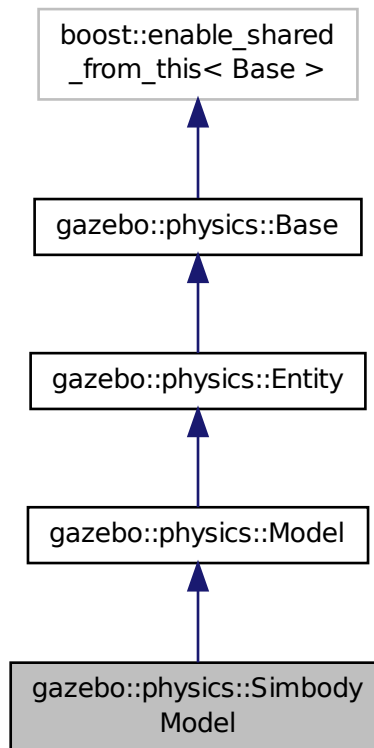 boost::enable_shared
_from_this< Base >
gazebo::physics::Base
gazebo::physics::Entity
gazebo::physics::Model
gazebo::physics::Simbody
Model